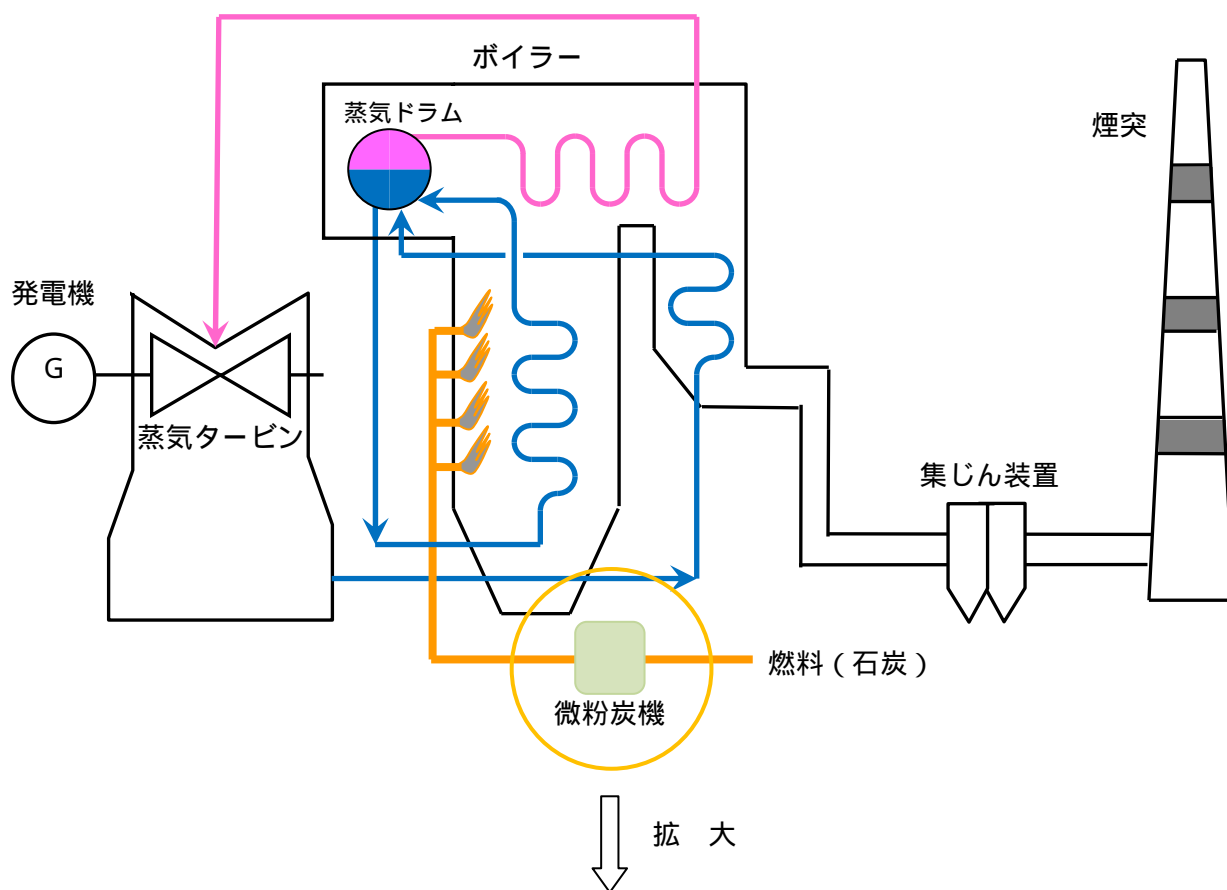 ボイラー
蒸気ドラム
煙突
発電機
G
蒸気タービン
集じん装置
燃料（石炭）
微粉炭機
拡　大